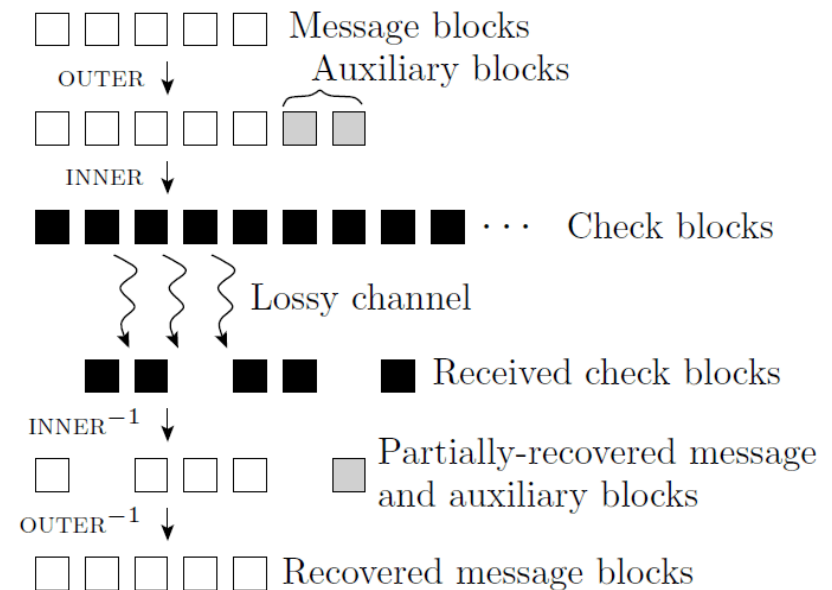 Message blocks
OUTER
Auxiliary blocks
INNER
· · · Check blocks
Lossy channel
Received check blocks
INNER⁻¹
Partially-recovered message
and auxiliary blocks
OUTER⁻¹
Recovered message blocks